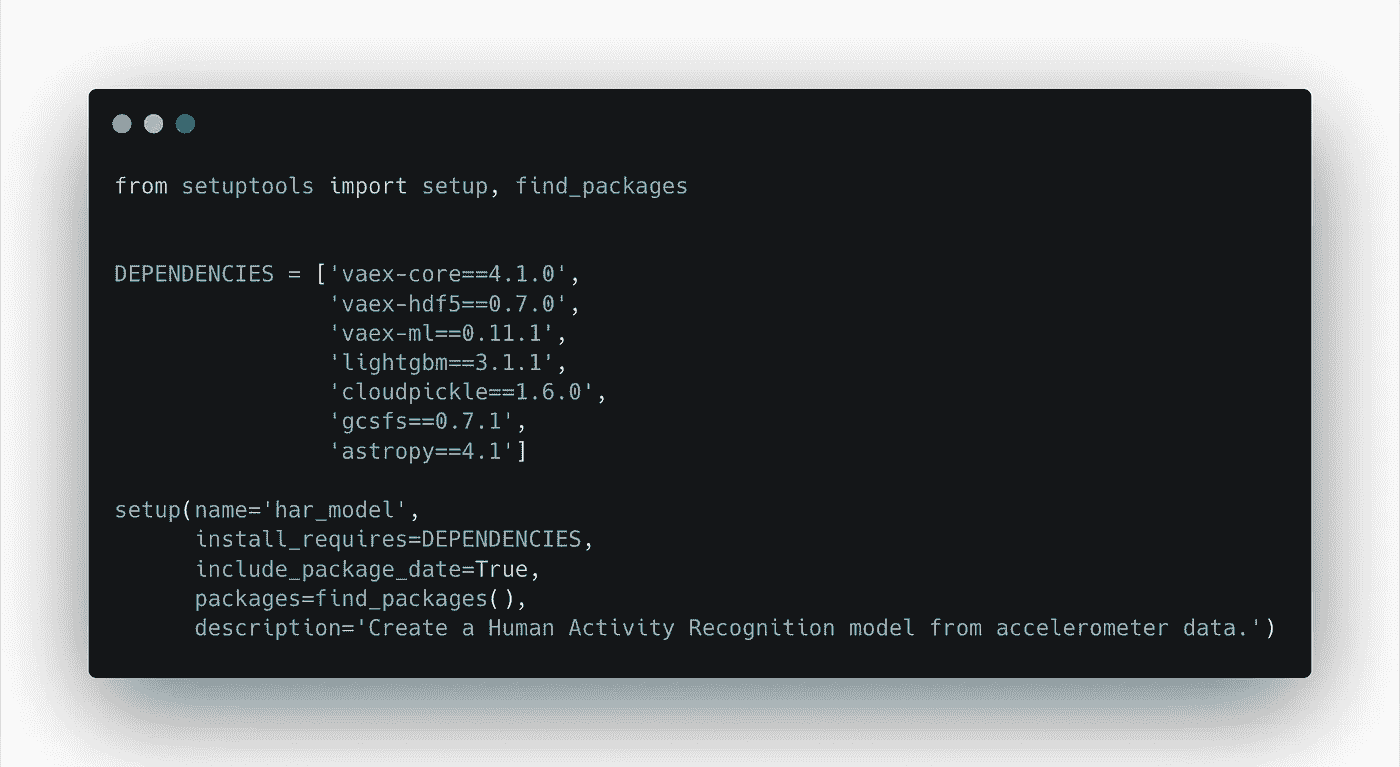 from setuptools import setup, find_packages
DEPENDENCIES = ['vaex-core==4.1.0',
'vaex-hdf5==0.7.0',
'vaex-ml==0.11.1',
'lightgbm==3.1.1',
'cloudpickle==1.6.0',
'gcsfs==0.7.1',
'astropy==4.1']
setup(name='har_model',
install_requires=DEPENDENCIES,
include_package_date=True,
packages=find_packages(),
description='Create a Human Activity Recognition model from accelerometer data.')